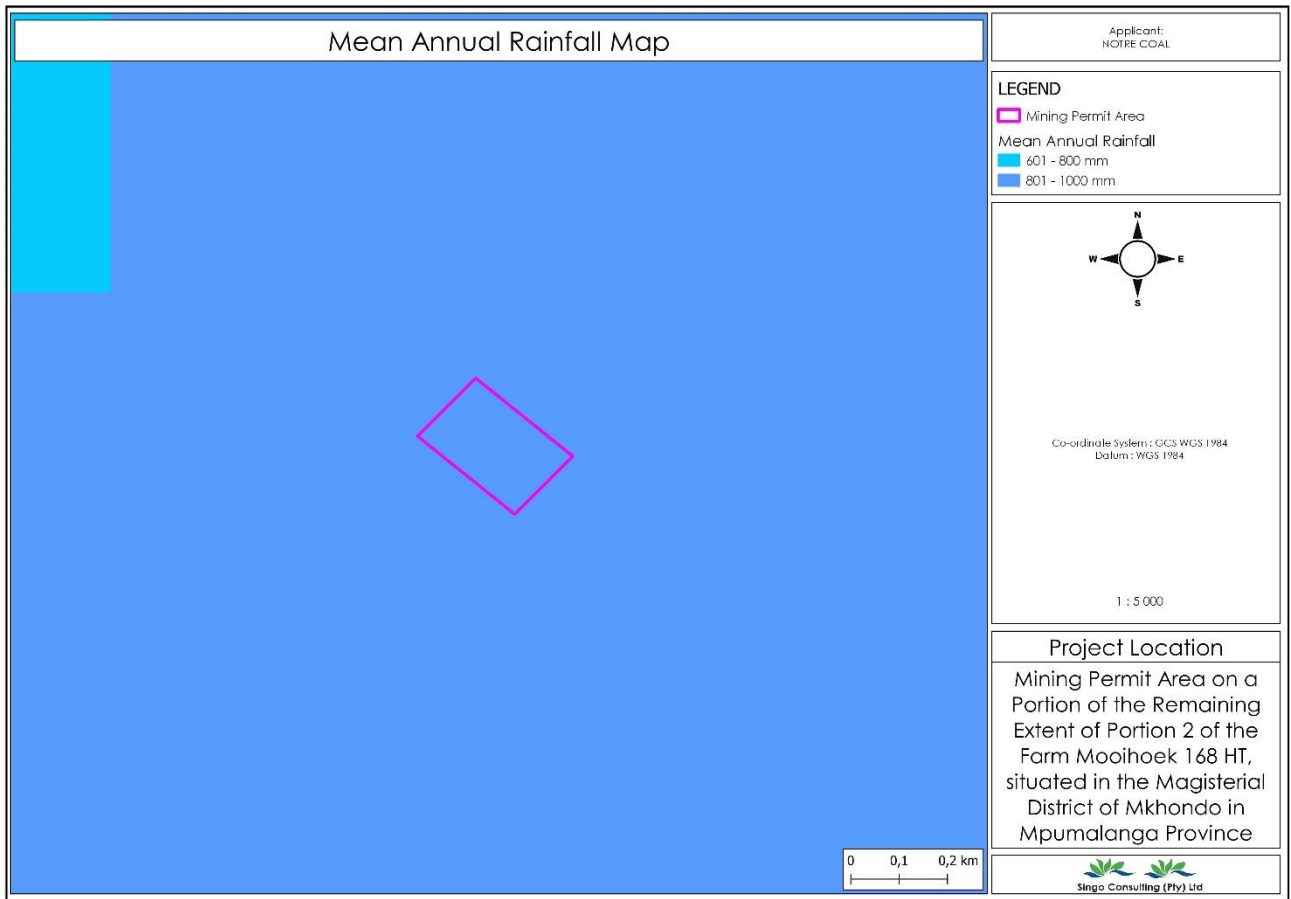 Mean Annual Rainfall Map
Applicant:
NOTRE COAL
LEGEND
Mining Permit Area
Mean Annual Rainfall
601 - 800 mm
801 - 1000 mm
N
W E
S
Co-ordinate System : GCS WGS 1984
Datum : WGS 1984
1 : 5 000
Project Location
Mining Permit Area on a
Portion of the Remaining
Extent of Portion 2 of the
Farm Mooihoek 168 HT,
situated in the Magisterial
District of Mkhondo in
Mpumalanga Province
0 0,1 0,2 km
Singo Consulting (Pty) Ltd